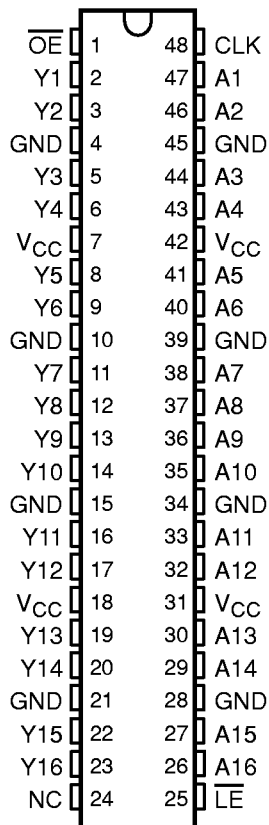 O̅E̅ 1 48 CLK
Y1 2 47 A1
Y2 3 46 A2
GND 4 45 GND
Y3 5 44 A3
Y4 6 43 A4
VCC 7 42 VCC
Y5 8 41 A5
Y6 9 40 A6
GND 10 39 GND
Y7 11 38 A7
Y8 12 37 A8
Y9 13 36 A9
Y10 14 35 A10
GND 15 34 GND
Y11 16 33 A11
Y12 17 32 A12
VCC 18 31 VCC
Y13 19 30 A13
Y14 20 29 A14
GND 21 28 GND
Y15 22 27 A15
Y16 23 26 A16
NC 24 25 L̅E̅